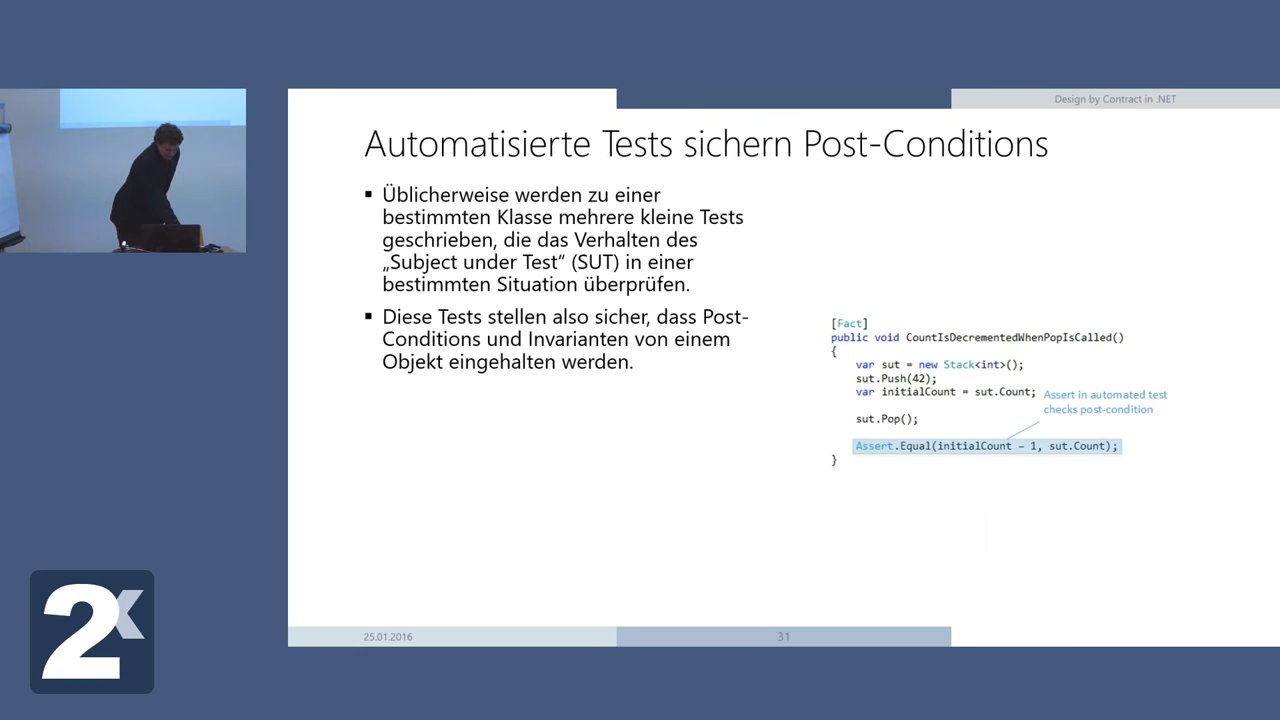 Design by Contract in .NET
Automatisierte Tests sichern Post-Conditions
▪ Üblicherweise werden zu einer
bestimmten Klasse mehrere kleine Tests
geschrieben, die das Verhalten des
„Subject under Test“ (SUT) in einer
bestimmten Situation überprüfen.
▪ Diese Tests stellen also sicher, dass Post-
Conditions und Invarianten von einem
Objekt eingehalten werden.
[Fact]
public void CountIsDecrementedWhenPopIsCalled()
{
var sut = new Stack<int>();
sut.Push(42);
var initialCount = sut.Count;
Assert in automated test
checks post-condition
sut.Pop();
Assert.Equal(initialCount – 1, sut.Count);
}
25.01.2016
31
2x